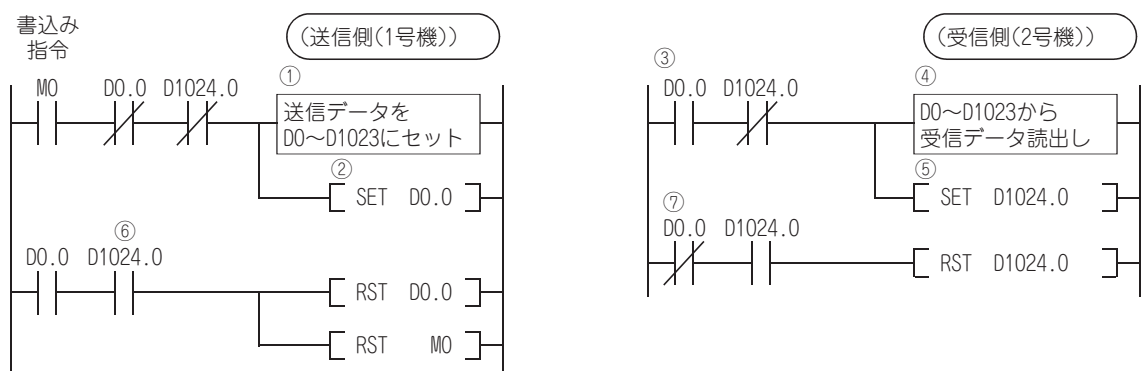 書込み
指令
(送信側(1号機))
M0 D0.0 D1024.0
①
送信データを
D0～D1023にセット
②
SET D0.0
⑥
D0.0 D1024.0
RST D0.0
RST M0
(受信側(2号機))
③
D0.0 D1024.0
④
D0～D1023から
受信データ読出し
⑤
SET D1024.0
⑦
D0.0 D1024.0
RST D1024.0